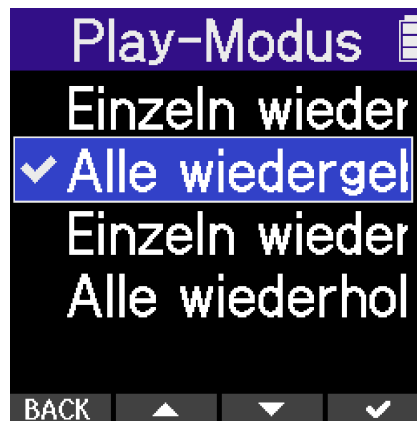 Play-Modus
Einzeln wieder
Alle wiedergel
Einzeln wieder
Alle wiederhol
BACK